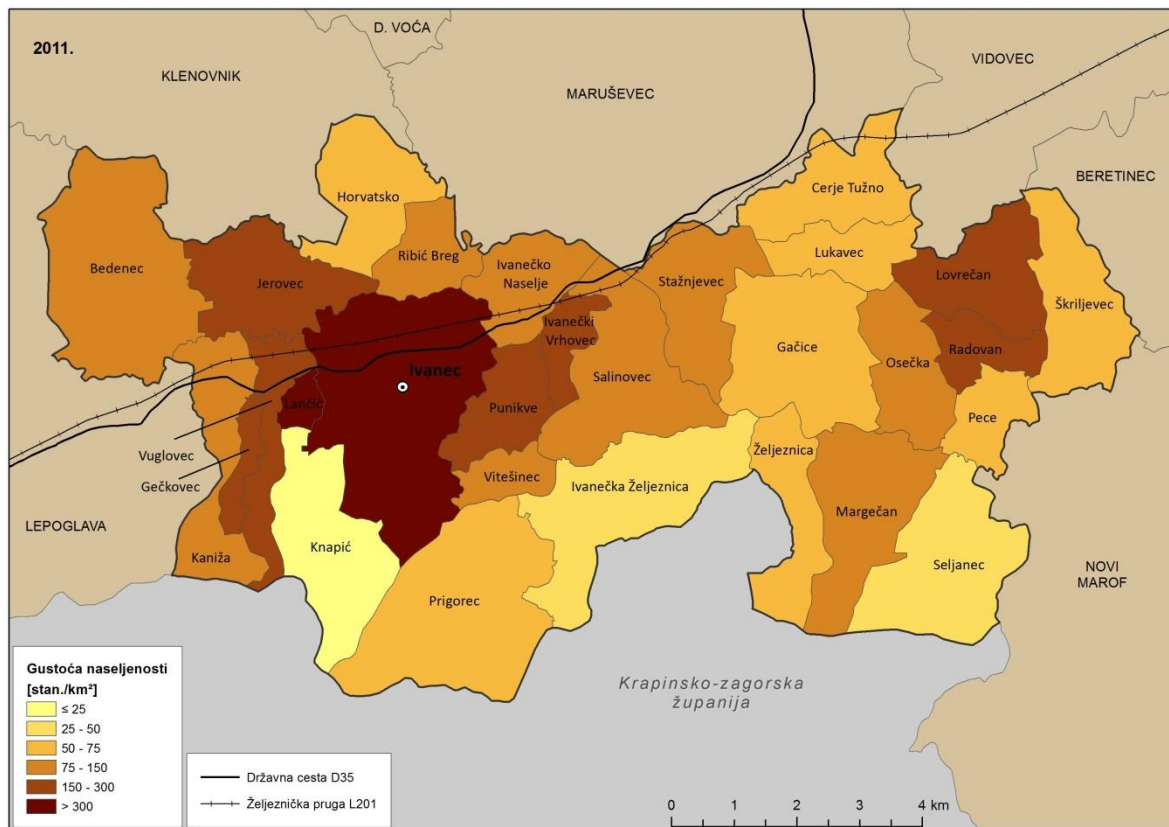 2011.
D. VOĆA
KLENOVNIK
VIDOVEC
MARUŠEVEC
BERETINEC
Horvatsko
Cerje Tužno
Bedenec
Ribić Breg
Ivanečko
Naselje
Lukavec
Lovrečan
Jerovec
Stažnjevec
Škriljevec
Ivanečki
Vrhovec
Gačice
Radovan
Osečka
Ivanec
Salinovec
Lančić
Punikve
Pece
Vuglovec
Željeznica
Gečkovec
Vitešinec
Ivanečka Željeznica
Margečan
LEPOGLAVA
Kaniža
Knapić
Seljanec
NOVI
MAROF
Prigorec
Krapinsko-zagorska
županija
Gustoća naseljenosti
[stan./km²]
≤ 25
25 - 50
50 - 75
75 - 150
150 - 300
> 300
Državna cesta D35
Željeznička pruga L201
0 1 2 3 4 km